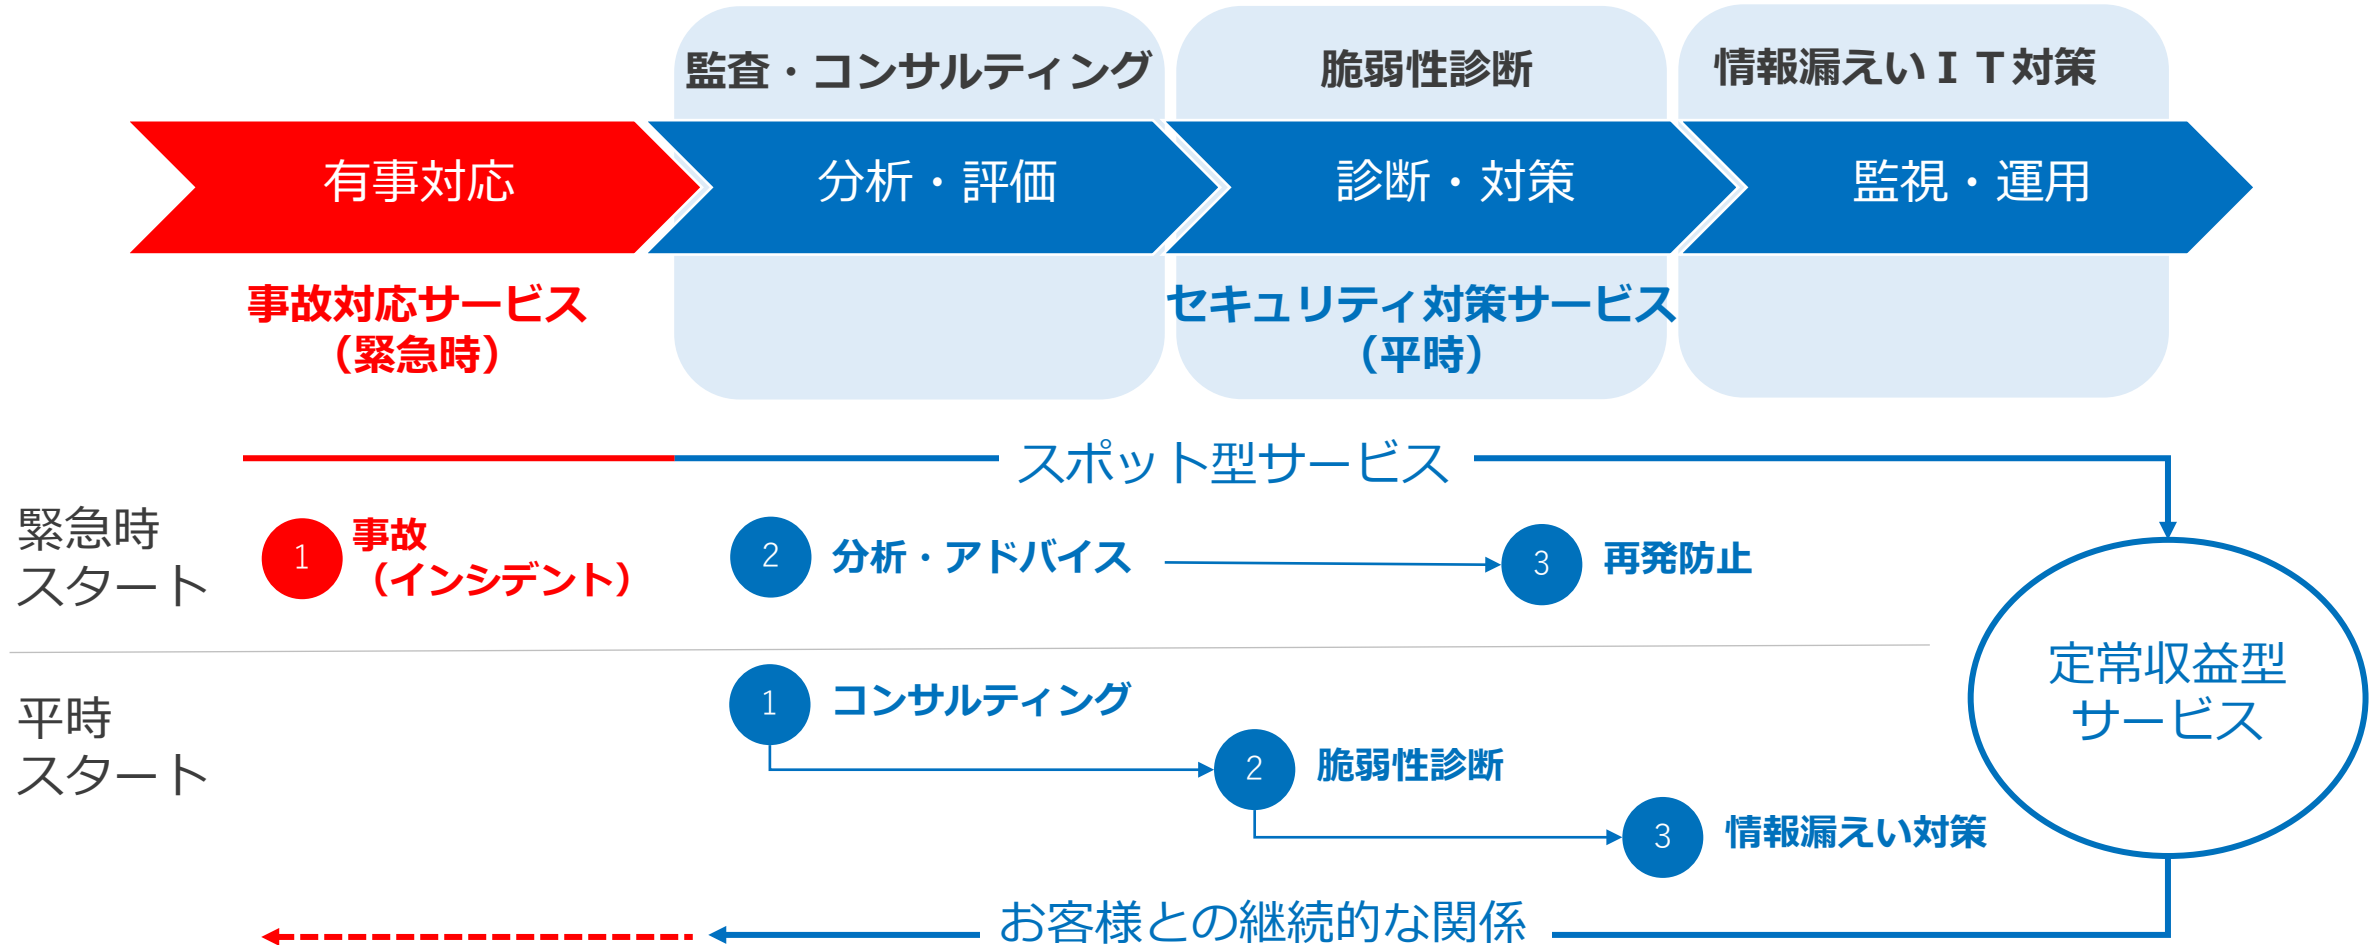 監査・コンサルティング
脆弱性診断
情報漏えいＩＴ対策
有事対応
分析・評価
診断・対策
監視・運用
事故対応サービス
（緊急時）
セキュリティ対策サービス
（平時）
スポット型サービス
緊急時
スタート
1
事故
（インシデント）
2
分析・アドバイス
3
再発防止
定常収益型
サービス
平時
スタート
1
コンサルティング
2
脆弱性診断
3
情報漏えい対策
お客様との継続的な関係